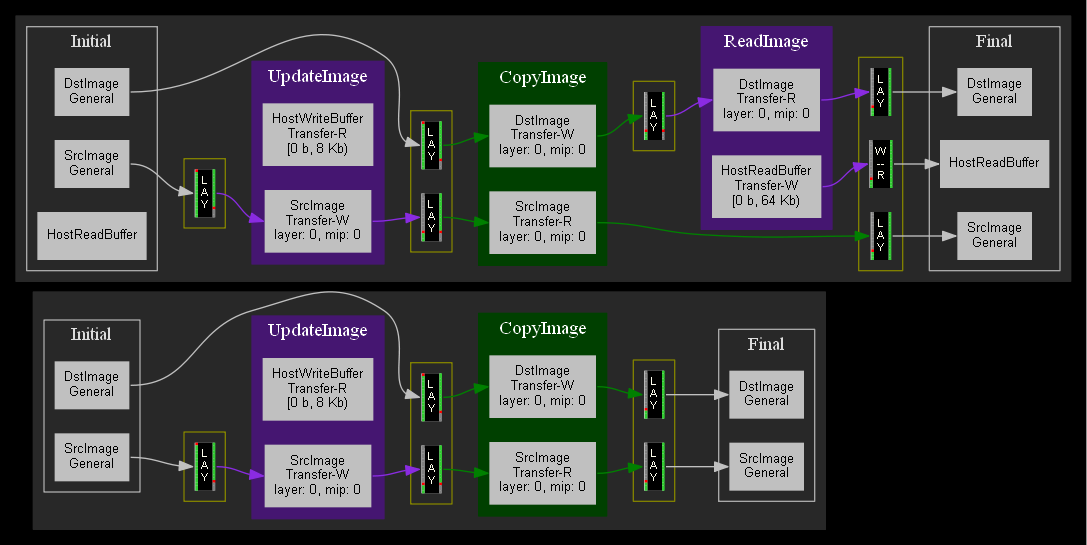 Initial
DstImage
General
SrcImage
General
HostReadBuffer
L
A
Y
UpdateImage
HostWriteBuffer
Transfer-R
[0 b, 8 Kb)
SrcImage
Transfer-W
layer: 0, mip: 0
L
A
Y
L
A
Y
CopyImage
DstImage
Transfer-W
layer: 0, mip: 0
SrcImage
Transfer-R
layer: 0, mip: 0
L
A
Y
ReadImage
DstImage
Transfer-R
layer: 0, mip: 0
HostReadBuffer
Transfer-W
[0 b, 64 Kb)
L
A
Y
W
--
R
L
A
Y
Final
DstImage
General
HostReadBuffer
SrcImage
General
Initial
DstImage
General
SrcImage
General
L
A
Y
UpdateImage
HostWriteBuffer
Transfer-R
[0 b, 8 Kb)
SrcImage
Transfer-W
layer: 0, mip: 0
L
A
Y
L
A
Y
CopyImage
DstImage
Transfer-W
layer: 0, mip: 0
SrcImage
Transfer-R
layer: 0, mip: 0
L
A
Y
L
A
Y
Final
DstImage
General
SrcImage
General